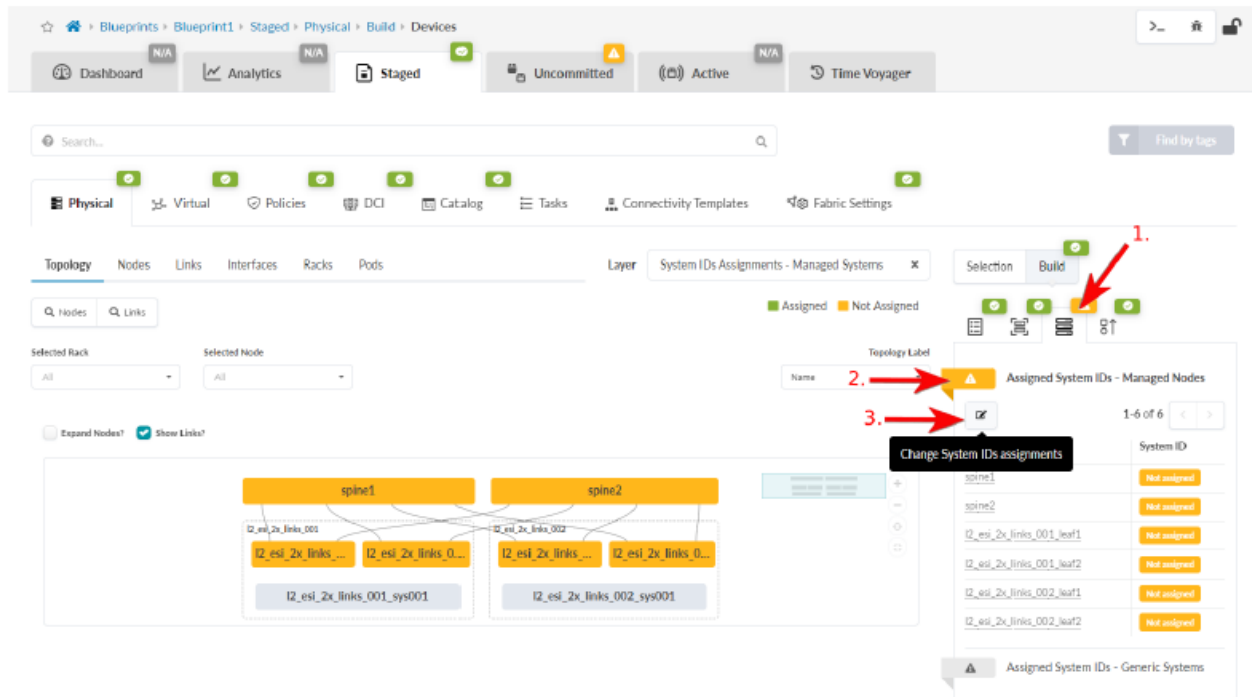 Blueprints › Blueprint1 › Staged › Physical › Build › Devices
>_
N/A N/A N/A
Dashboard Analytics Staged Uncommitted Active Time Voyager
Search...
Find by tags
Physical Virtual Policies DCI Catalog Tasks Connectivity Templates Fabric Settings
1.
Topology Nodes Links Interfaces Racks Pods
Layer System IDs Assignments - Managed Systems x
Selection Build
Nodes Links
Assigned Not Assigned
Selected Rack Selected Node Topology Label
All All Name
2.
Assigned System IDs - Managed Nodes
3.
1-6 of 6 < >
Expand Nodes? Show Links?
Change System IDs assignments
System ID
spine1 Not assigned
spine2 Not assigned
l2_esi_2x_links_001_leaf1 Not assigned
l2_esi_2x_links_001_leaf2 Not assigned
l2_esi_2x_links_002_leaf1 Not assigned
l2_esi_2x_links_002_leaf2 Not assigned
spine1 spine2
l2_esi_2x_links_001 l2_esi_2x_links_002
l2_esi_2x_links_... l2_esi_2x_links_0... l2_esi_2x_links_... l2_esi_2x_links_0...
l2_esi_2x_links_001_sys001 l2_esi_2x_links_002_sys001
Assigned System IDs - Generic Systems